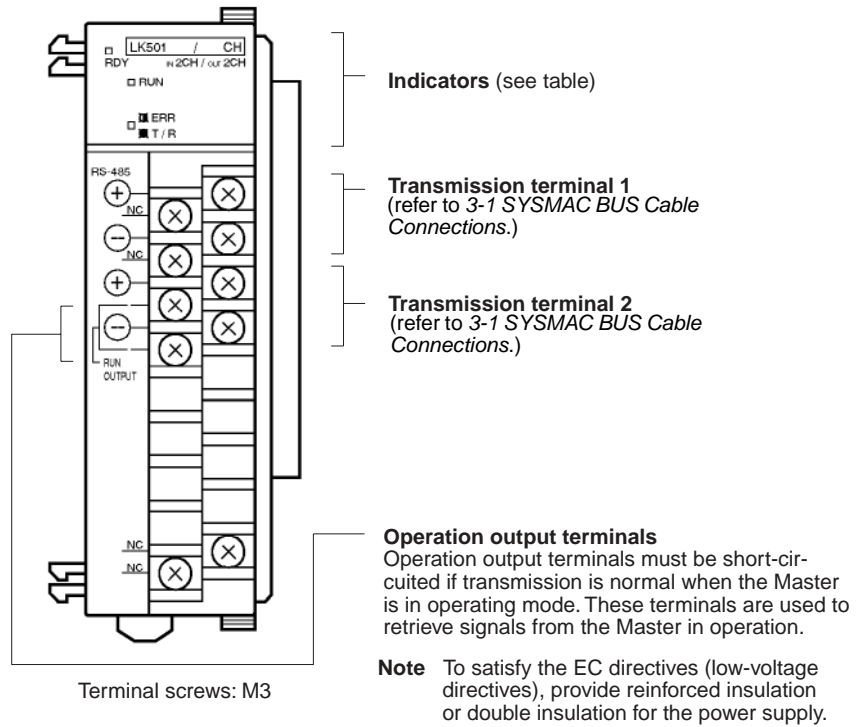 LK501 / CH
RDY IN 2CH / OUT 2CH
RUN
ERR
T / R
RS-485
+
NC
−
NC
+
−
RUN
OUTPUT
NC
NC
Indicators (see table)
Transmission terminal 1
(refer to 3-1 SYSMAC BUS Cable
Connections.)
Transmission terminal 2
(refer to 3-1 SYSMAC BUS Cable
Connections.)
Operation output terminals
Operation output terminals must be short-cir-
cuited if transmission is normal when the Master
is in operating mode. These terminals are used to
retrieve signals from the Master in operation.
Note To satisfy the EC directives (low-voltage
directives), provide reinforced insulation
or double insulation for the power supply.
Terminal screws: M3